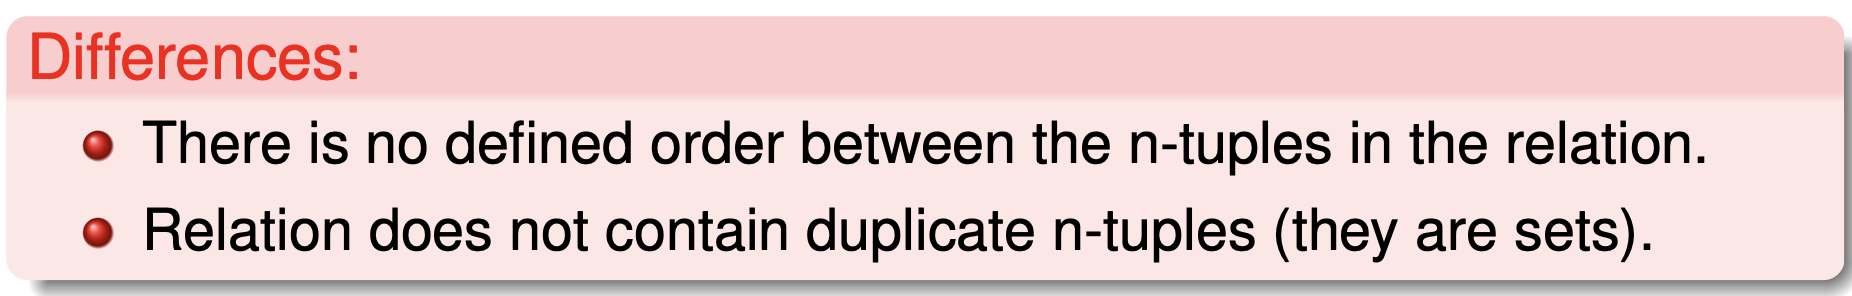 Differences:
There is no defined order between the n-tuples in the relation.
Relation does not contain duplicate n-tuples (they are sets).